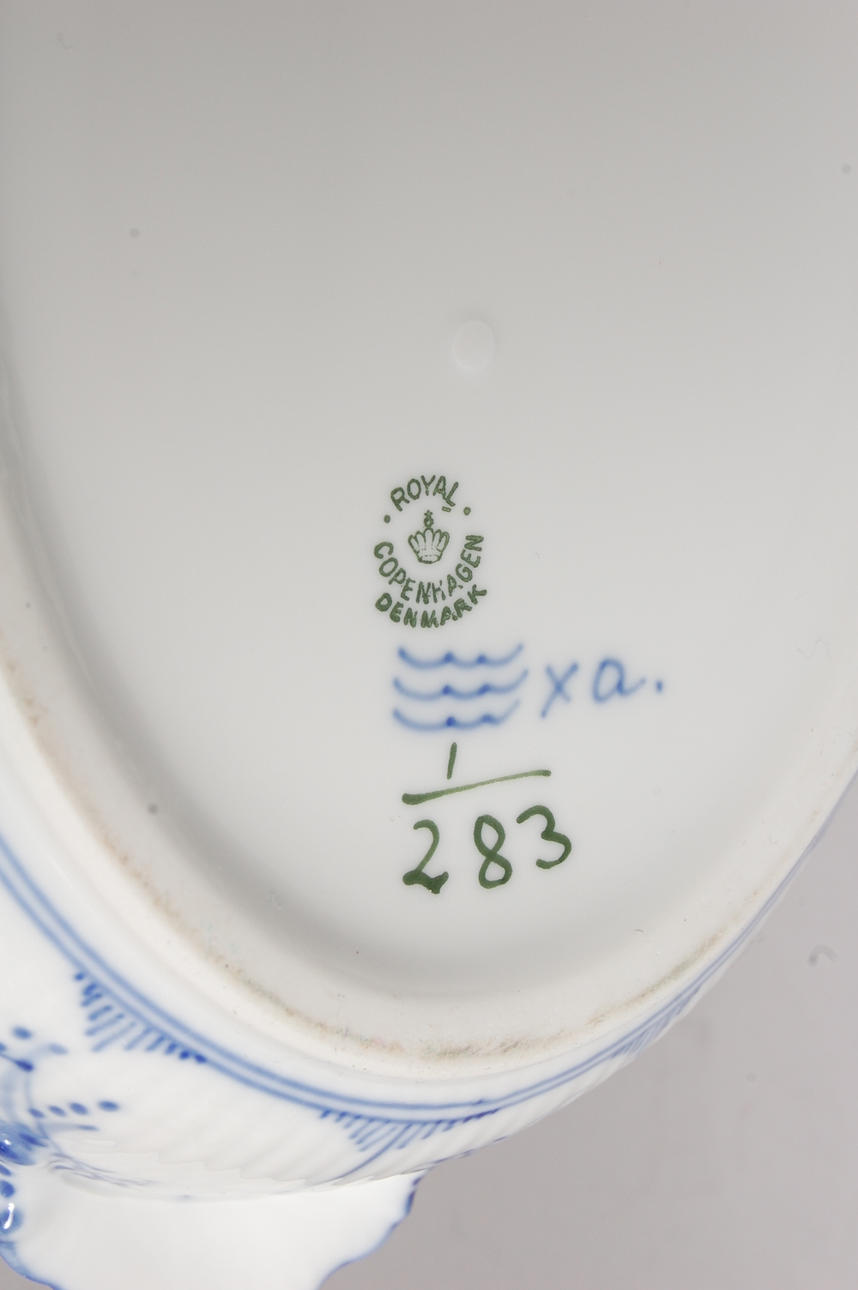 ROYAL
COPENHAGEN
DENMARK
xa.
1
283